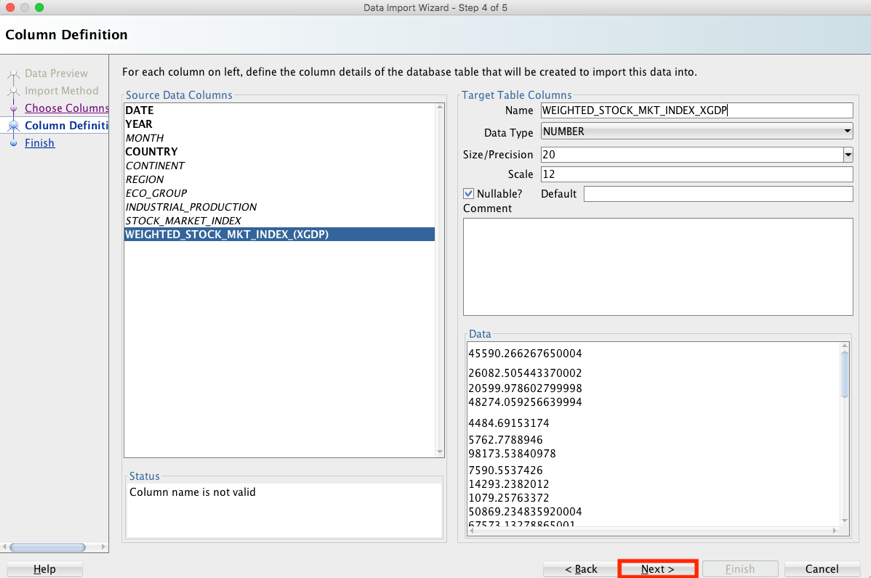 Data Import Wizard - Step 4 of 5
Column Definition
Data Preview
Import Method
Choose Columns
Column Definiti
Finish
For each column on left, define the column details of the database table that will be created to import this data into.
Source Data Columns
DATE
YEAR
MONTH
COUNTRY
CONTINENT
REGION
ECO_GROUP
INDUSTRIAL_PRODUCTION
STOCK_MARKET_INDEX
WEIGHTED_STOCK_MKT_INDEX_(XGDP)
Status
Column name is not valid
Target Table Columns
Name WEIGHTED_STOCK_MKT_INDEX_XGDP
Data Type NUMBER
Size/Precision 20
Scale 12
Nullable? Default
Comment
Data
45590.266267650004
26082.505443370002
20599.978602799998
48274.059256639994
4484.69153174
5762.7788946
98173.53840978
7590.5537426
14293.2382012
1079.25763372
50869.234835920004
67573.13278865001
Help < Back Next > Finish Cancel